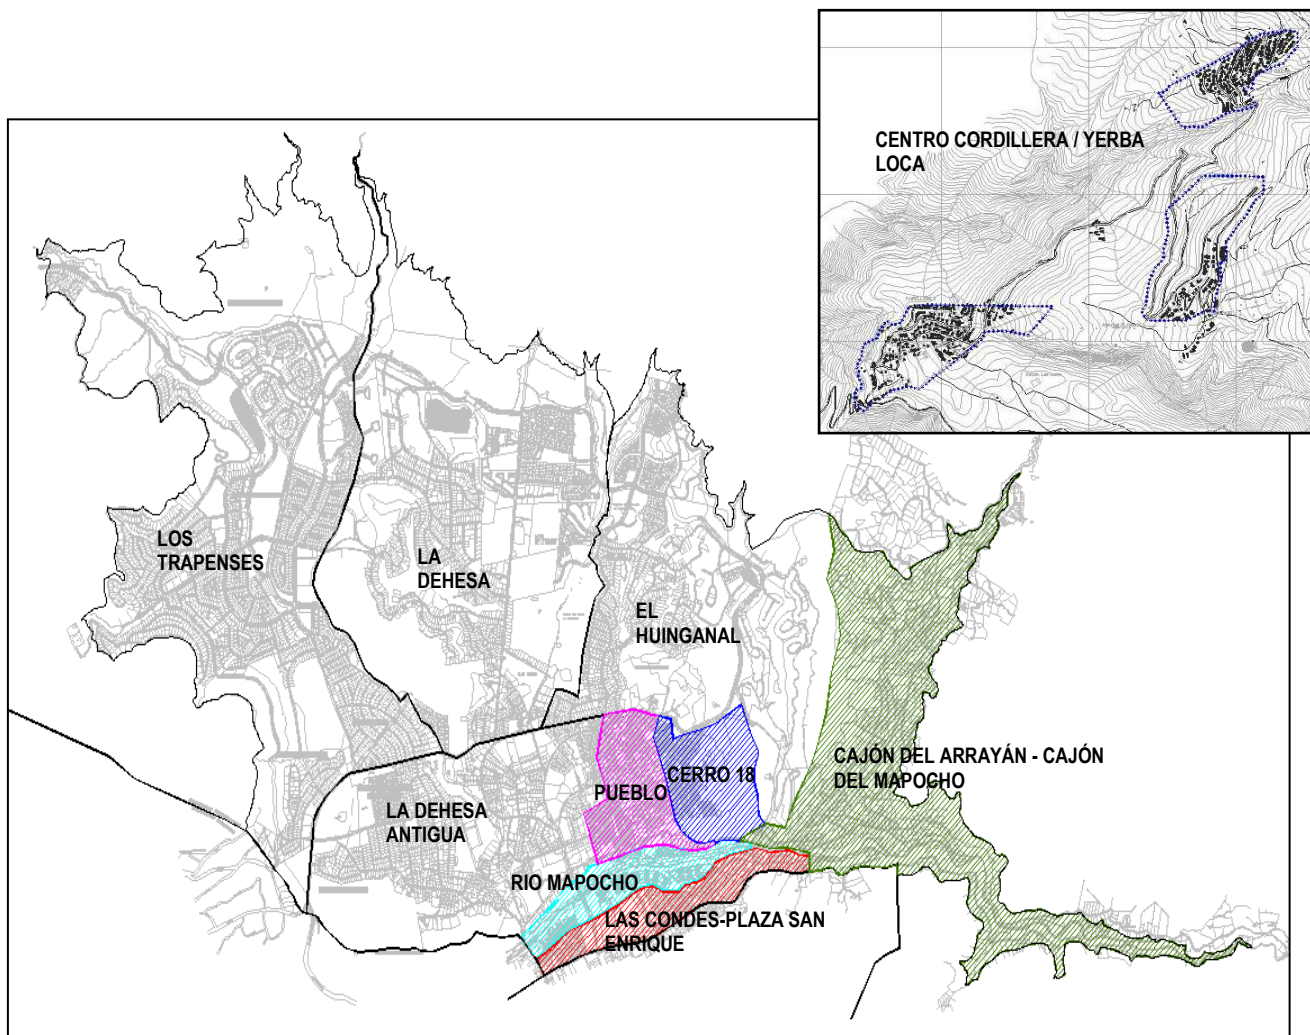 CENTRO CORDILLERA / YERBA
LOCA
LOS
TRAPENSES
LA
DEHESA
EL
HUINGANAL
CAJÓN DEL ARRAYÁN - CAJÓN
DEL MAPOCHO
CERRO 18
PUEBLO
LA DEHESA
ANTIGUA
RIO MAPOCHO
LAS CONDES-PLAZA SAN
ENRIQUE